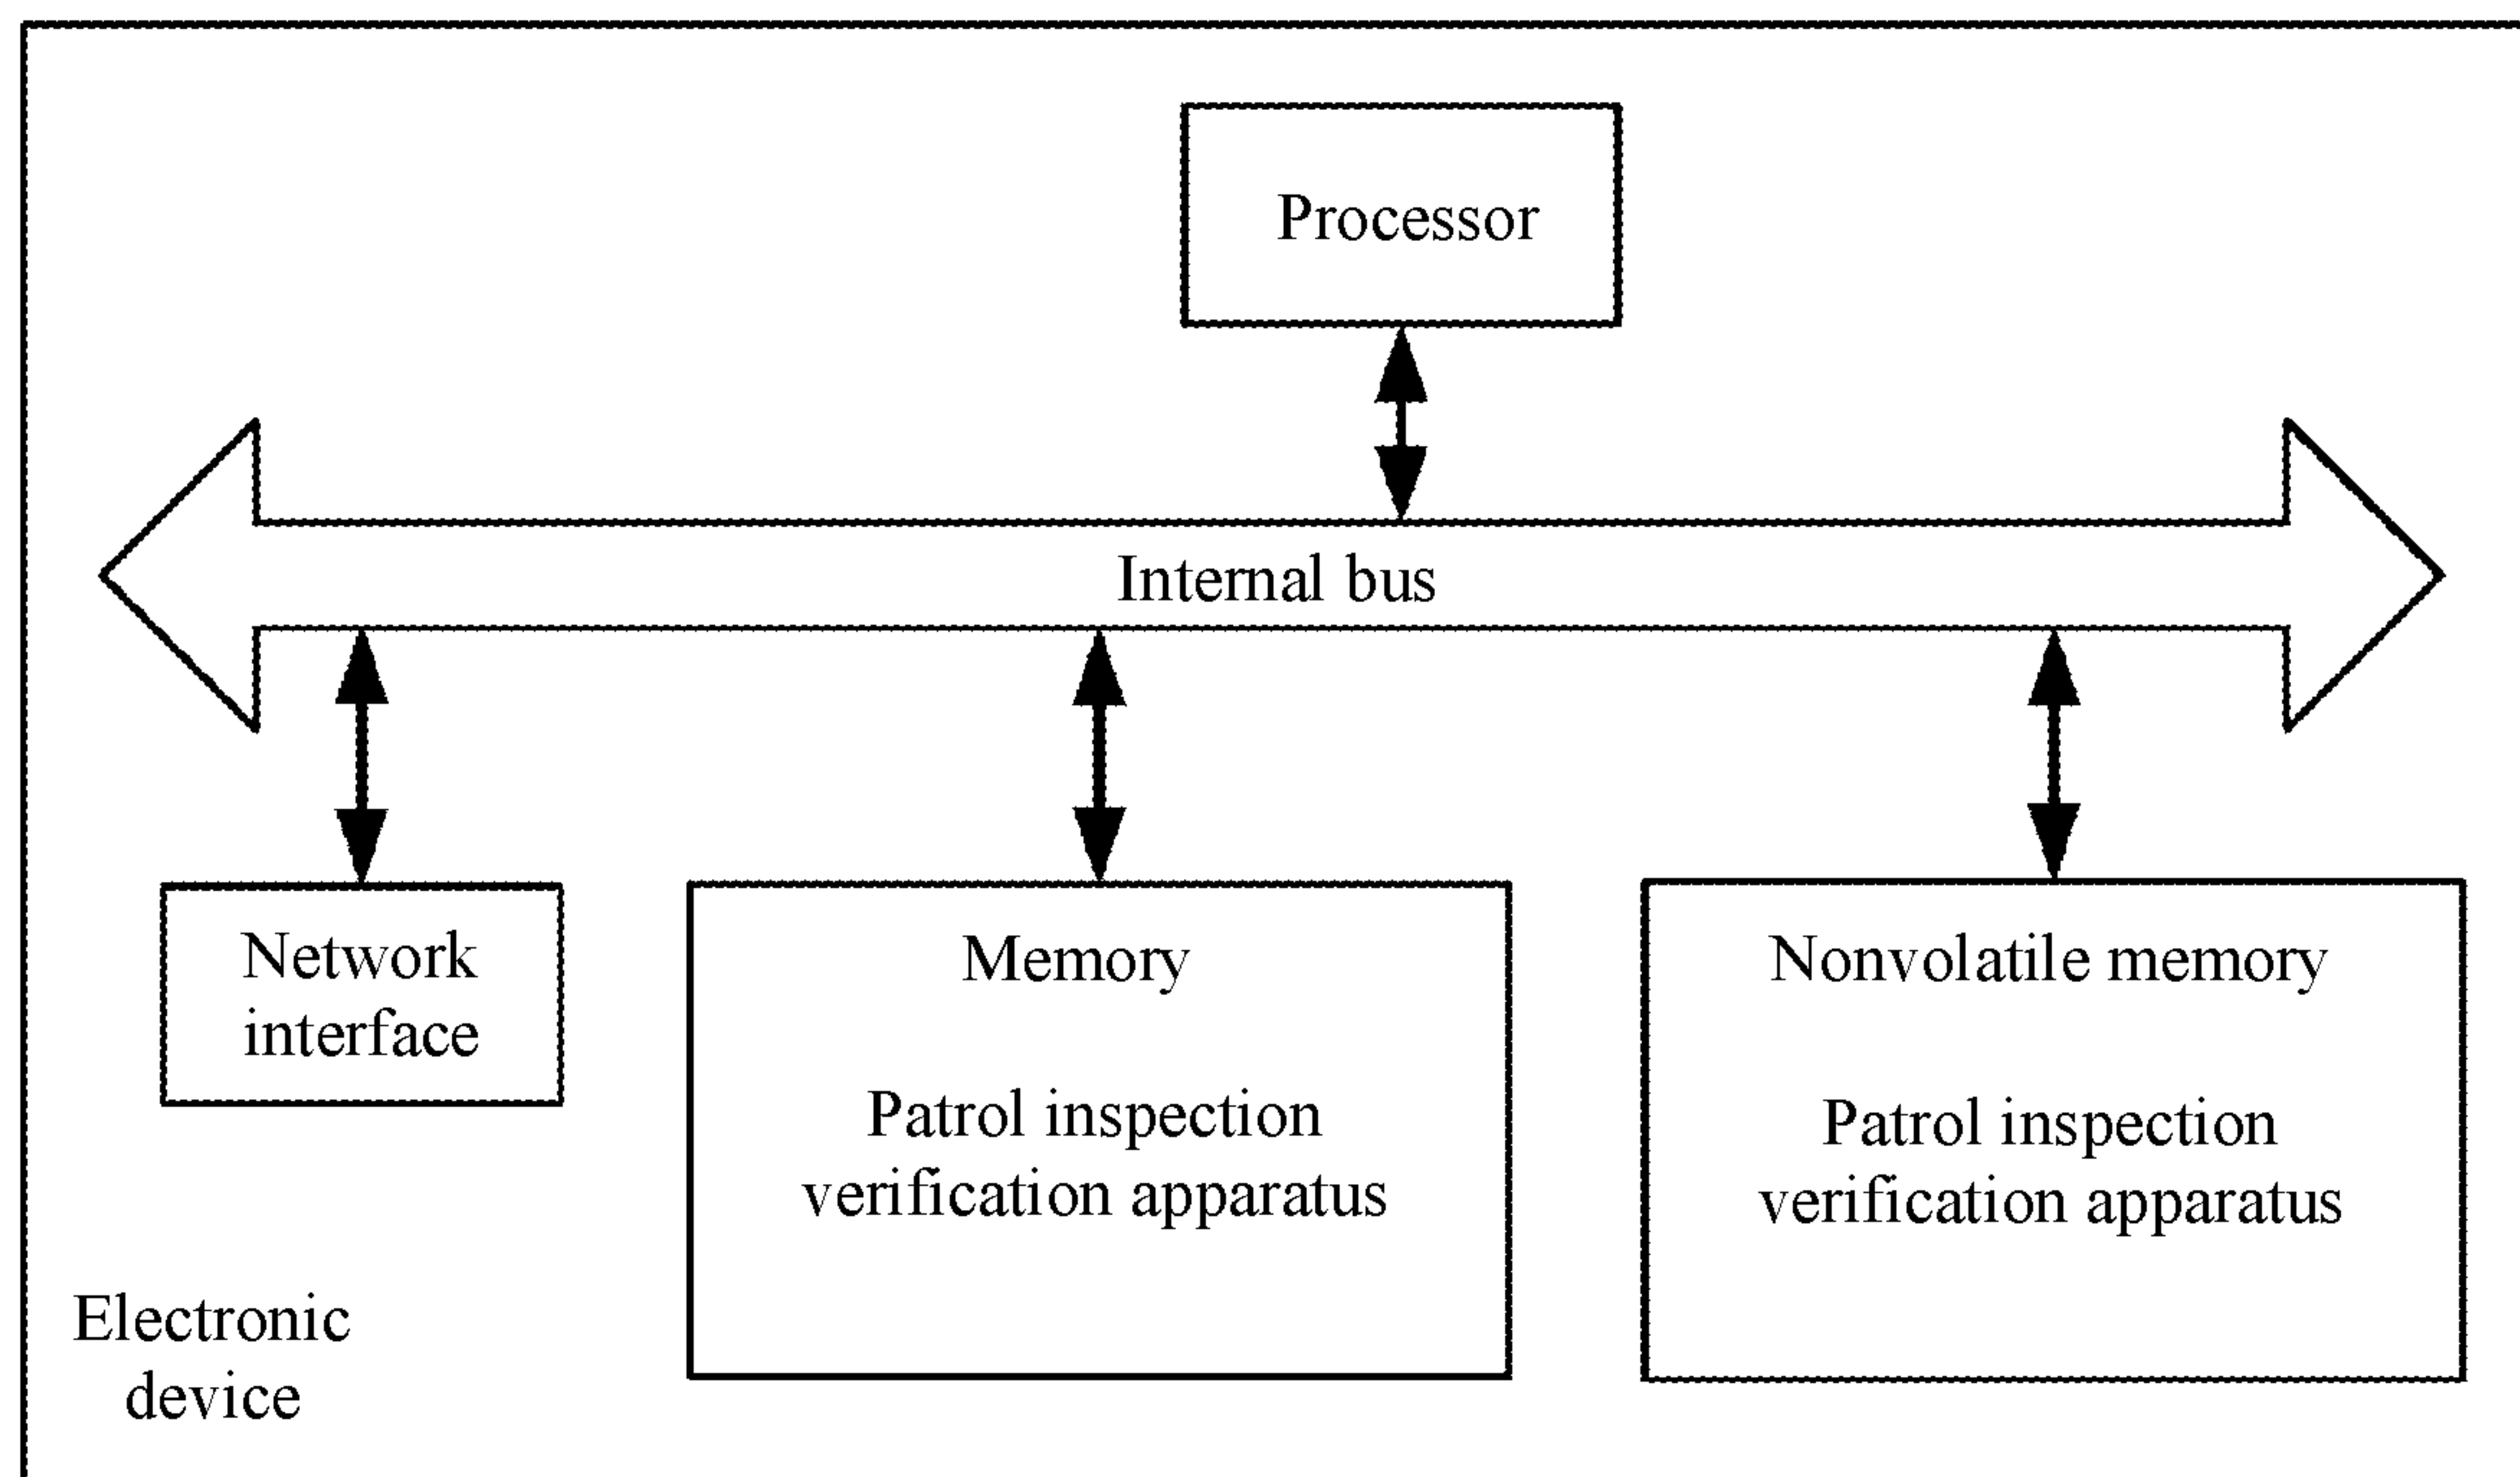 Processor
Internal bus
Network
interface
Memory
Patrol inspection
verification apparatus
Nonvolatile memory
Patrol inspection
verification apparatus
Electronic
device